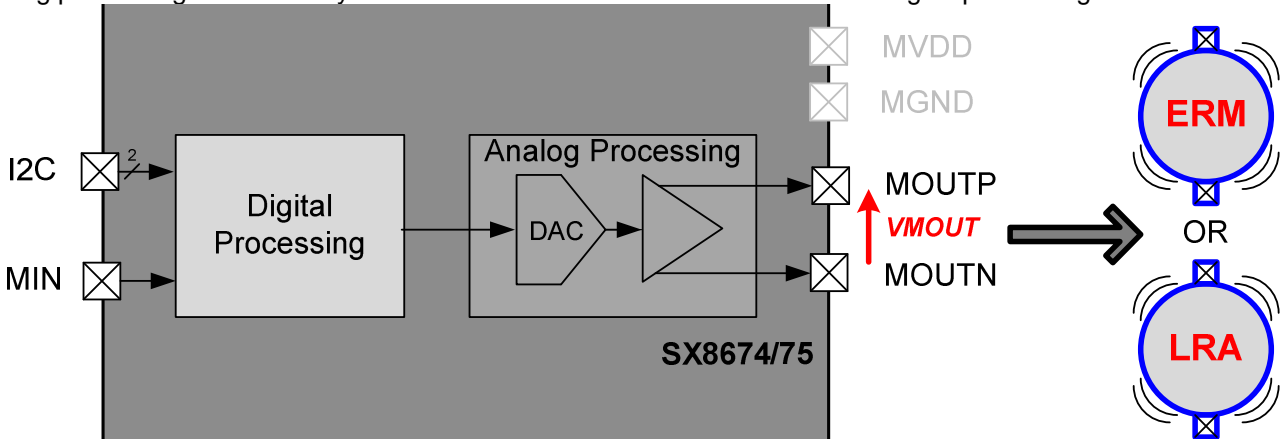 MVDD
MGND
I2C
2
Digital
Processing
MIN
Analog Processing
DAC
MOUTP
VMOUT
MOUTN
SX8674/75
ERM
OR
LRA